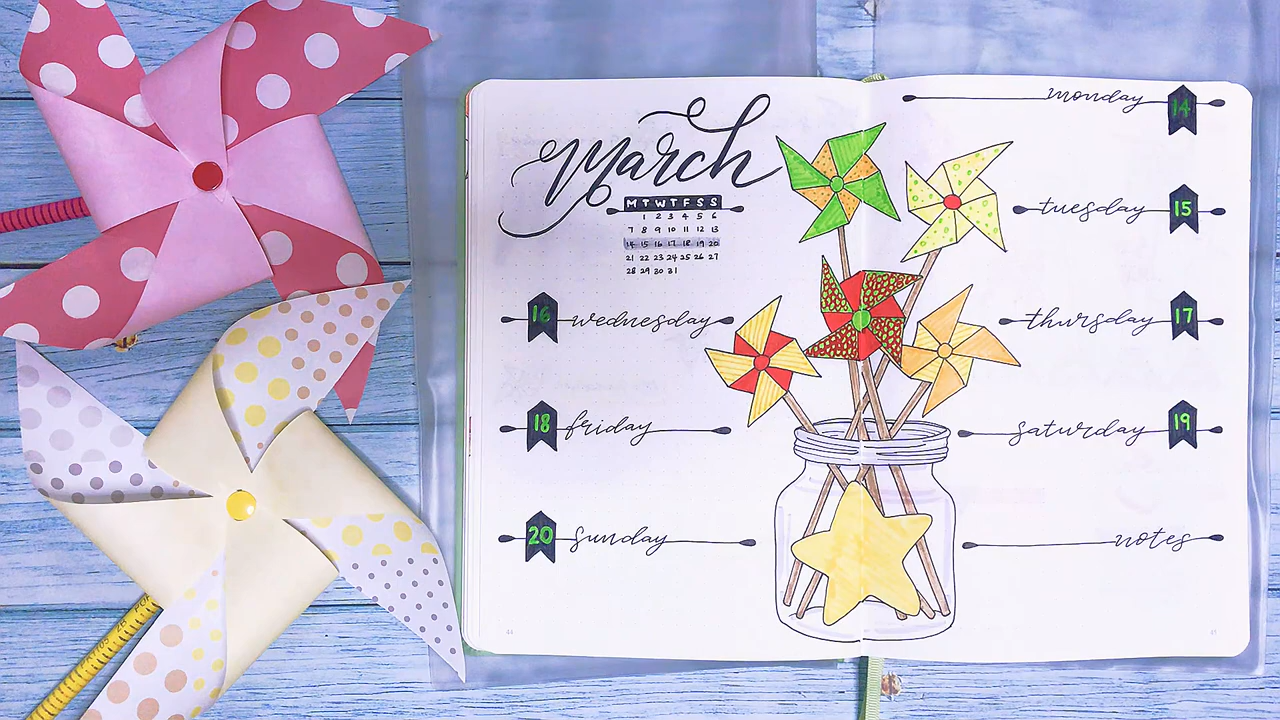 March
M T W T F S S
1 2 3 4 5 6
7 8 9 10 11 12 13
14 15 16 17 18 19 20
21 22 23 24 25 26 27
28 29 30 31
16 wednesday
18 friday
20 sunday
44
monday 14
tuesday 15
thursday 17
saturday 19
notes
45